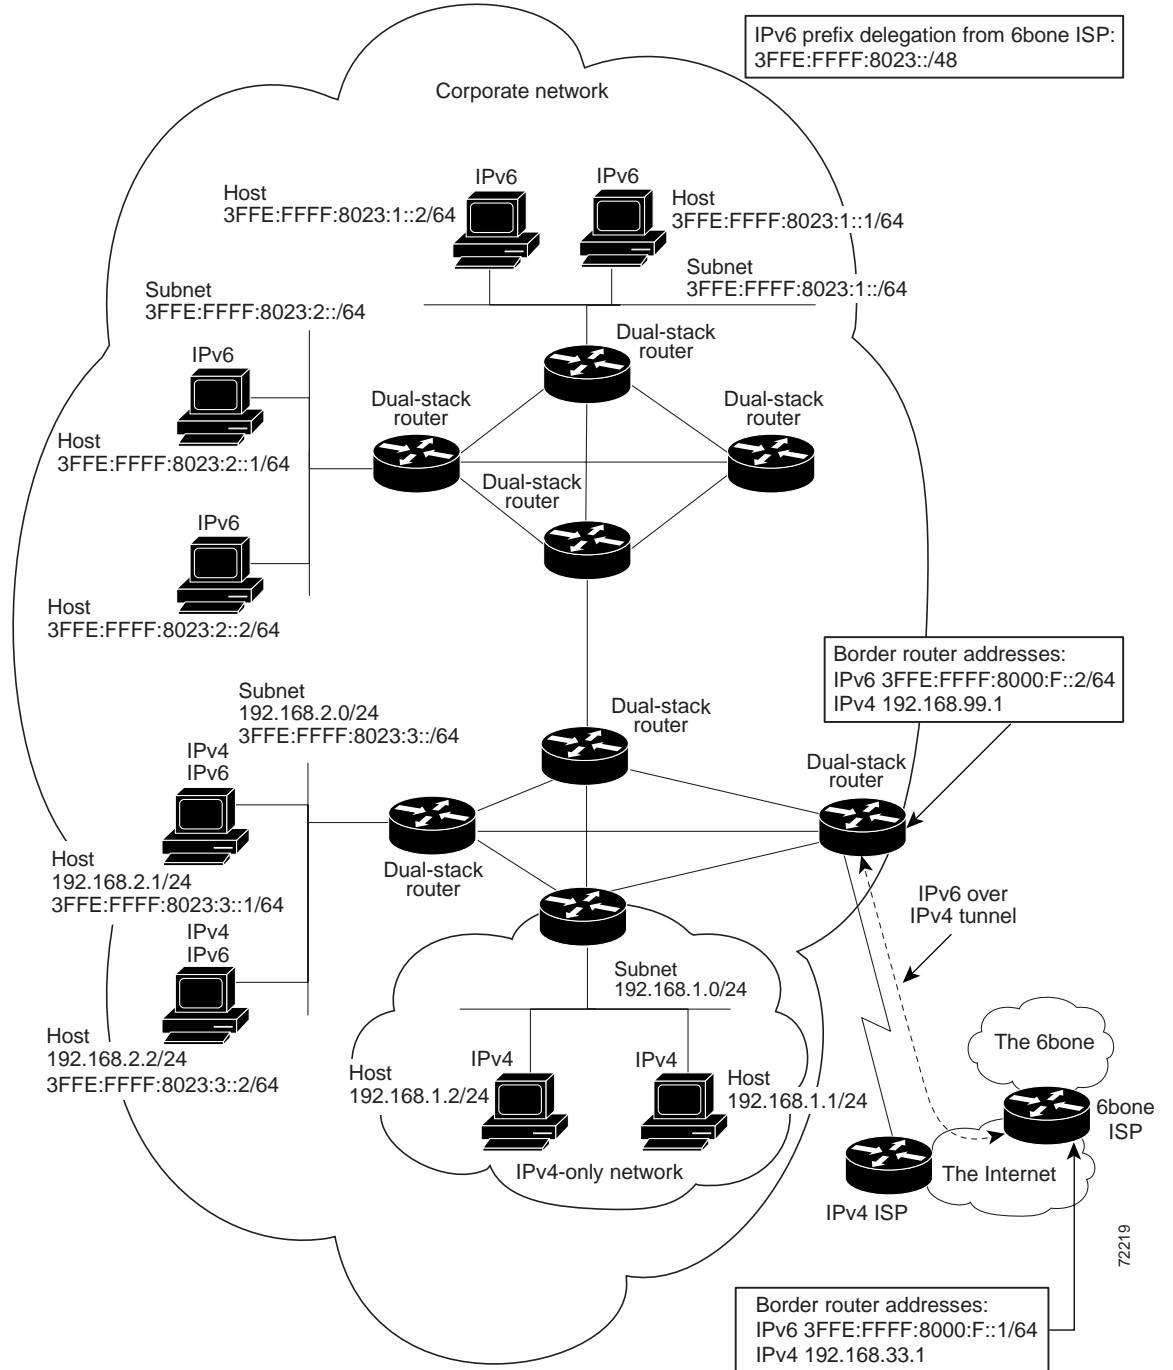 IPv6 prefix delegation from 6bone ISP:
3FFE:FFFF:8023::/48
Corporate network
IPv6
Host
3FFE:FFFF:8023:1::2/64
IPv6
Host
3FFE:FFFF:8023:1::1/64
Subnet
3FFE:FFFF:8023:1::/64
Subnet
3FFE:FFFF:8023:2::/64
IPv6
Host
3FFE:FFFF:8023:2::1/64
IPv6
Host
3FFE:FFFF:8023:2::2/64
Dual-stack
router
Dual-stack
router
Dual-stack
router
Dual-stack
router
Border router addresses:
IPv6 3FFE:FFFF:8000:F::2/64
IPv4 192.168.99.1
Subnet
192.168.2.0/24
3FFE:FFFF:8023:3::/64
Dual-stack
router
Dual-stack
router
IPv4
IPv6
Host
192.168.2.1/24
3FFE:FFFF:8023:3::1/64
Dual-stack
router
IPv4
IPv6
Host
192.168.2.2/24
3FFE:FFFF:8023:3::2/64
IPv6 over
IPv4 tunnel
Subnet
192.168.1.0/24
IPv4
Host
192.168.1.2/24
IPv4
Host
192.168.1.1/24
IPv4-only network
The 6bone
6bone
ISP
The Internet
IPv4 ISP
72219
Border router addresses:
IPv6 3FFE:FFFF:8000:F::1/64
IPv4 192.168.33.1